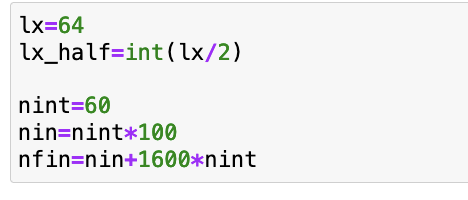 lx=64
lx_half=int(lx/2)
nint=60
nin=nint*100
nfin=nin+1600*nint